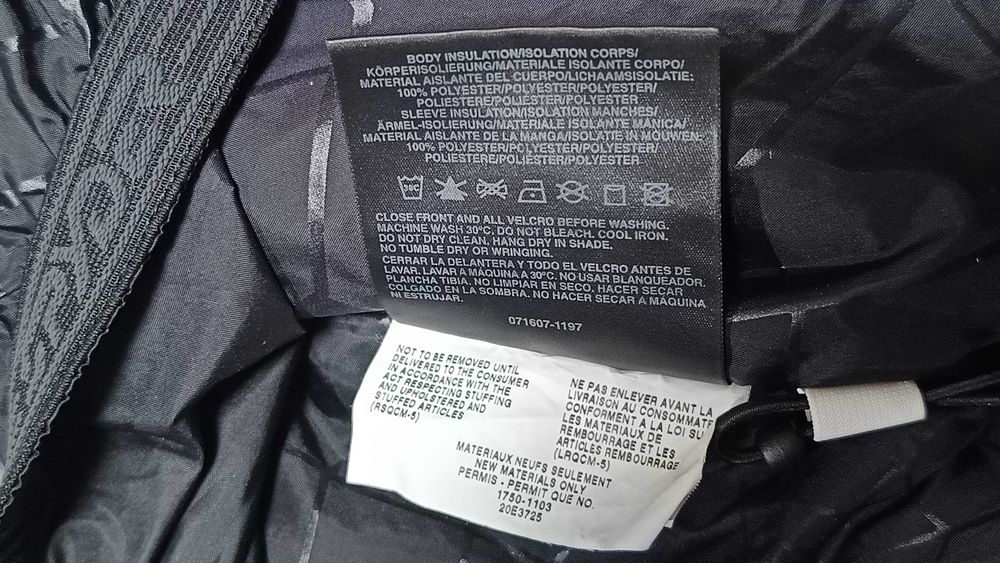 BODY INSULATION/ISOLATION CORPS/
KÖRPERISOLIERUNG/MATERIALE ISOLANTE CORPO/
MATERIAL AISLANTE DEL CUERPO/LICHAAMSISOLATIE:
100% POLYESTER/POLYESTER/POLYESTER/
POLIESTERE/POLIÉSTER/POLYESTER
SLEEVE INSULATION/ISOLATION MANCHES/
ÄRMEL-ISOLIERUNG/MATERIALE ISOLANTE MANICA/
MATERIAL AISLANTE DE LA MANGA/ISOLATIE IN MOUWEN:
100% POLYESTER/POLYESTER/POLYESTER/
POLIESTERE/POLIÉSTER/POLYESTER
30C
CLOSE FRONT AND ALL VELCRO BEFORE WASHING.
MACHINE WASH 30°C. DO NOT BLEACH. COOL IRON.
DO NOT DRY CLEAN. HANG DRY IN SHADE.
NO TUMBLE DRY OR WRINGING.
CERRAR LA DELANTERA Y TODO EL VELCRO ANTES DE
LAVAR. LAVAR A MÁQUINA A 30°C. NO USAR BLANQUEADOR.
PLANCHA TIBIA. NO LIMPIAR EN SECO. HACER SECAR
COLGADO EN LA SOMBRA. NO HACER SECAR A MÁQUINA
NI ESTRUJAR.
071607-1197
NOT TO BE REMOVED UNTIL
DELIVERED TO THE CONSUMER
IN ACCORDANCE WITH THE
ACT RESPECTING STUFFING
AND UPHOLSTERED AND
STUFFED ARTICLES
(RSQCM-5)
NE PAS ENLEVER AVANT LA
LIVRAISON AU CONSOMMATE
CONFORMENT A LA LOI SU
LES MATERIAUX DE
REMBOURRAGE ET LES
ARTICLES REMBOURRAGE
(LRQCM-5)
MATERIAUX NEUFS SEULEMENT
NEW MATERIALS ONLY
PERMIS - PERMIT QUE NO.
1750-1103
20E3725